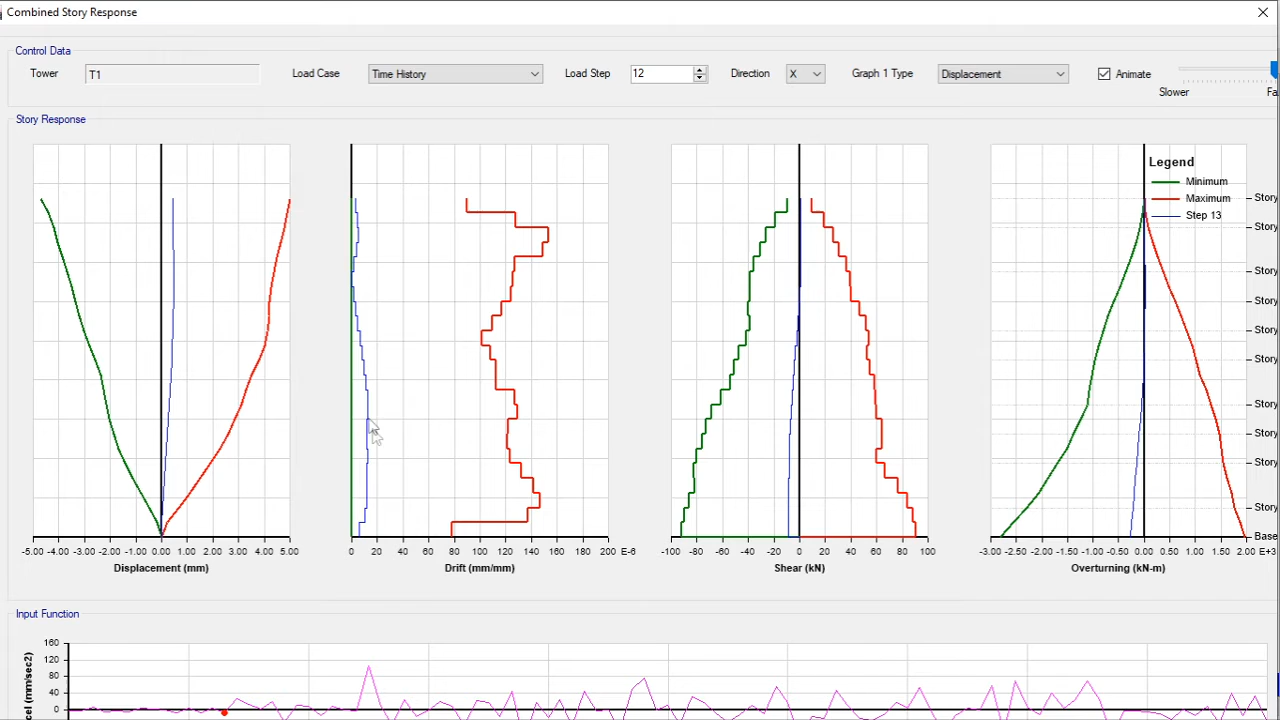 Combined Story Response
Control Data
Tower T1 Load Case Time History Load Step 12 Direction X Graph 1 Type Displacement Animate
Slower Fa
Story Response
Legend
Minimum
Maximum
Step 13
Story
Story
Story
Story
Story
Story
Story
Story
Story
Story
Base
-5.00 -4.00 -3.00 -2.00 -1.00 0.00 1.00 2.00 3.00 4.00 5.00
Displacement (mm)
0 20 40 60 80 100 120 140 160 180 200 E-6
Drift (mm/mm)
-100 -80 -60 -40 -20 0 20 40 60 80 100
Shear (kN)
-3.00 -2.50 -2.00 -1.50 -1.00 -0.50 0.00 0.50 1.00 1.50 2.00 E+3
Overturning (kN-m)
Input Function
160
120
80
40
0
cel (mm/sec2)